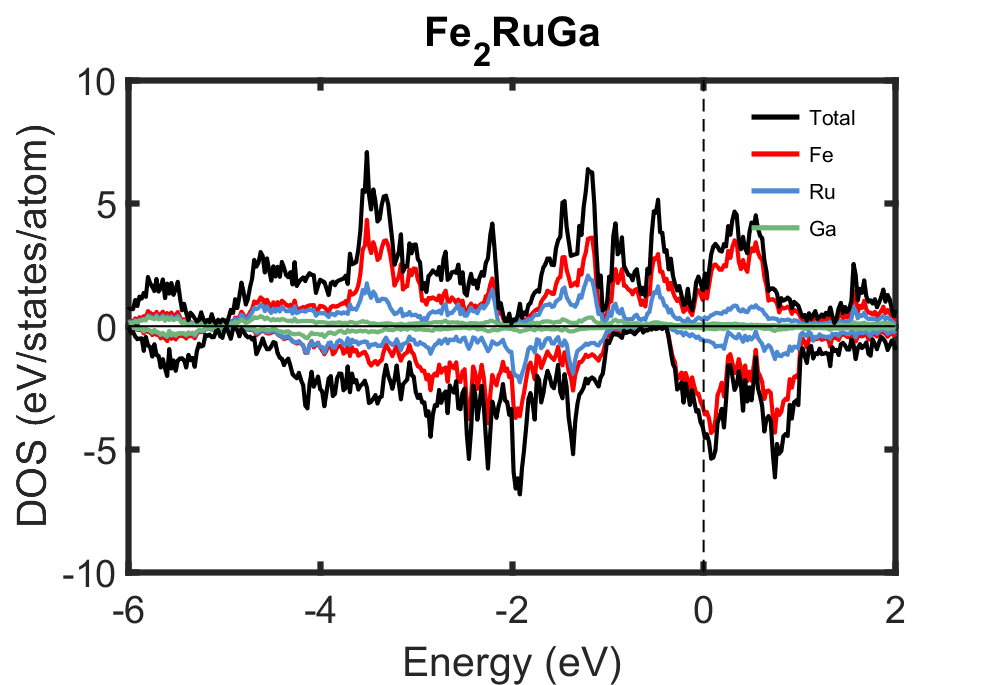 Fe₂RuGa
10
5
0
-5
-10
DOS (eV/states/atom)
Total
Fe
Ru
Ga
-6 -4 -2 0 2
Energy (eV)